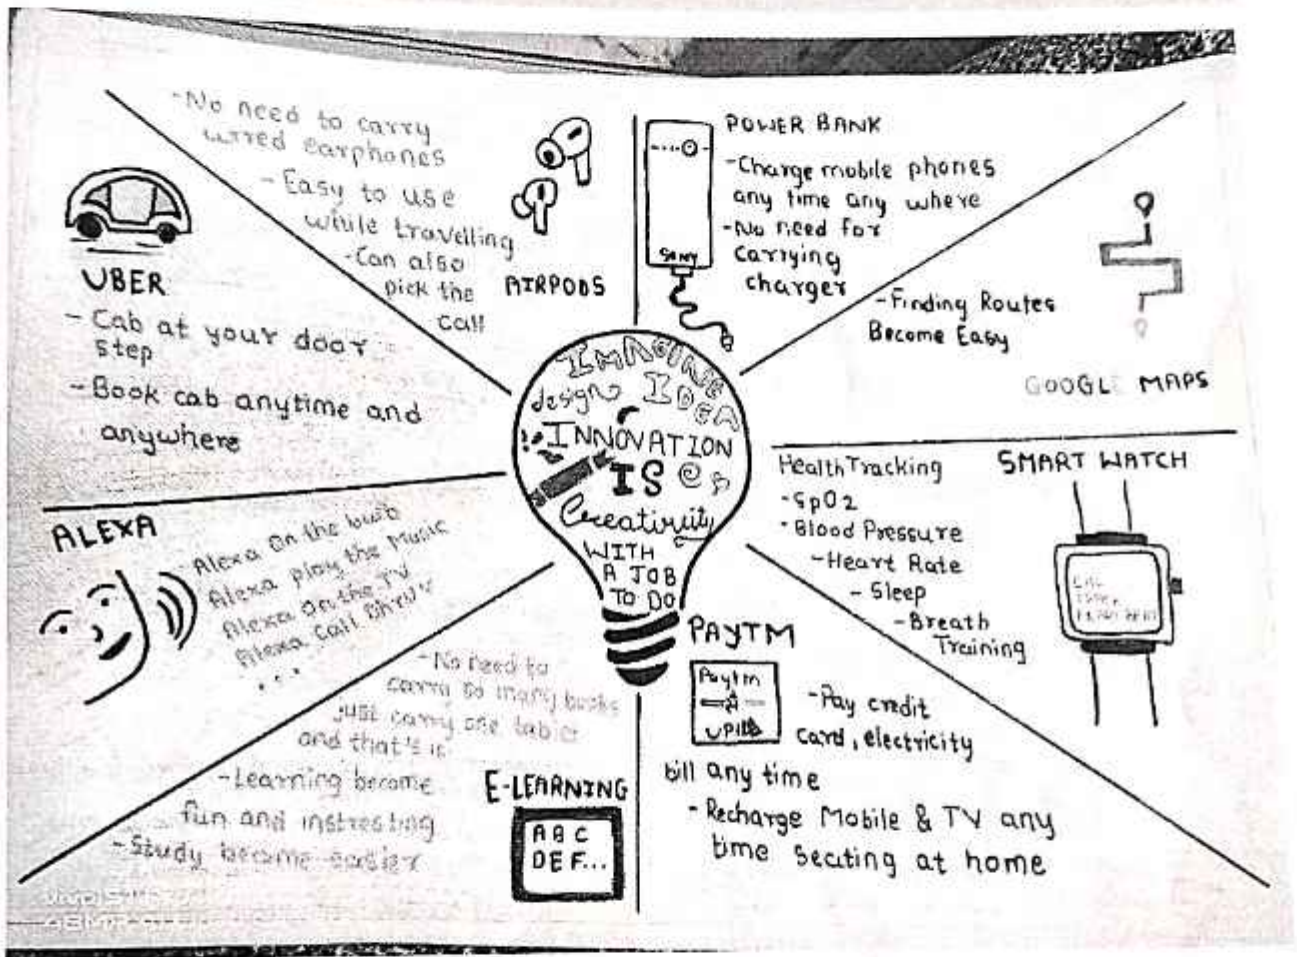 -No need to carry
wired earphones
- Easy to use
while travelling
-Can also
pick the
call
AIRPODS
POWER BANK
-Charge mobile phones
any time any where
-No need for
carrying
charger
SONY
-Finding Routes
Become Easy
GOOGLE MAPS
UBER
- Cab at your door
step
-Book cab anytime and
anywhere
IMAGINE
design IDEA
INNOVATION
IS
Creativity
WITH
A JOB
TO DO
Health Tracking
-SpO2
-Blood Pressure
-Heart Rate
- Sleep
-Breath
Training
SMART WATCH
ALEXA
Alexa On the bulb
Alexa play the Music
Alexa On the TV
Alexa Call Dhruv
...
-No need to
carry so many books
just carry one tablet
and that's it
-Learning become
fun and instresting
-Study become easier
E-LEARNING
A B C
D E F...
PAYTM
Paytm
UPI
-Pay credit
card, electricity
bill any time
- Recharge Mobile & TV any
time seating at home